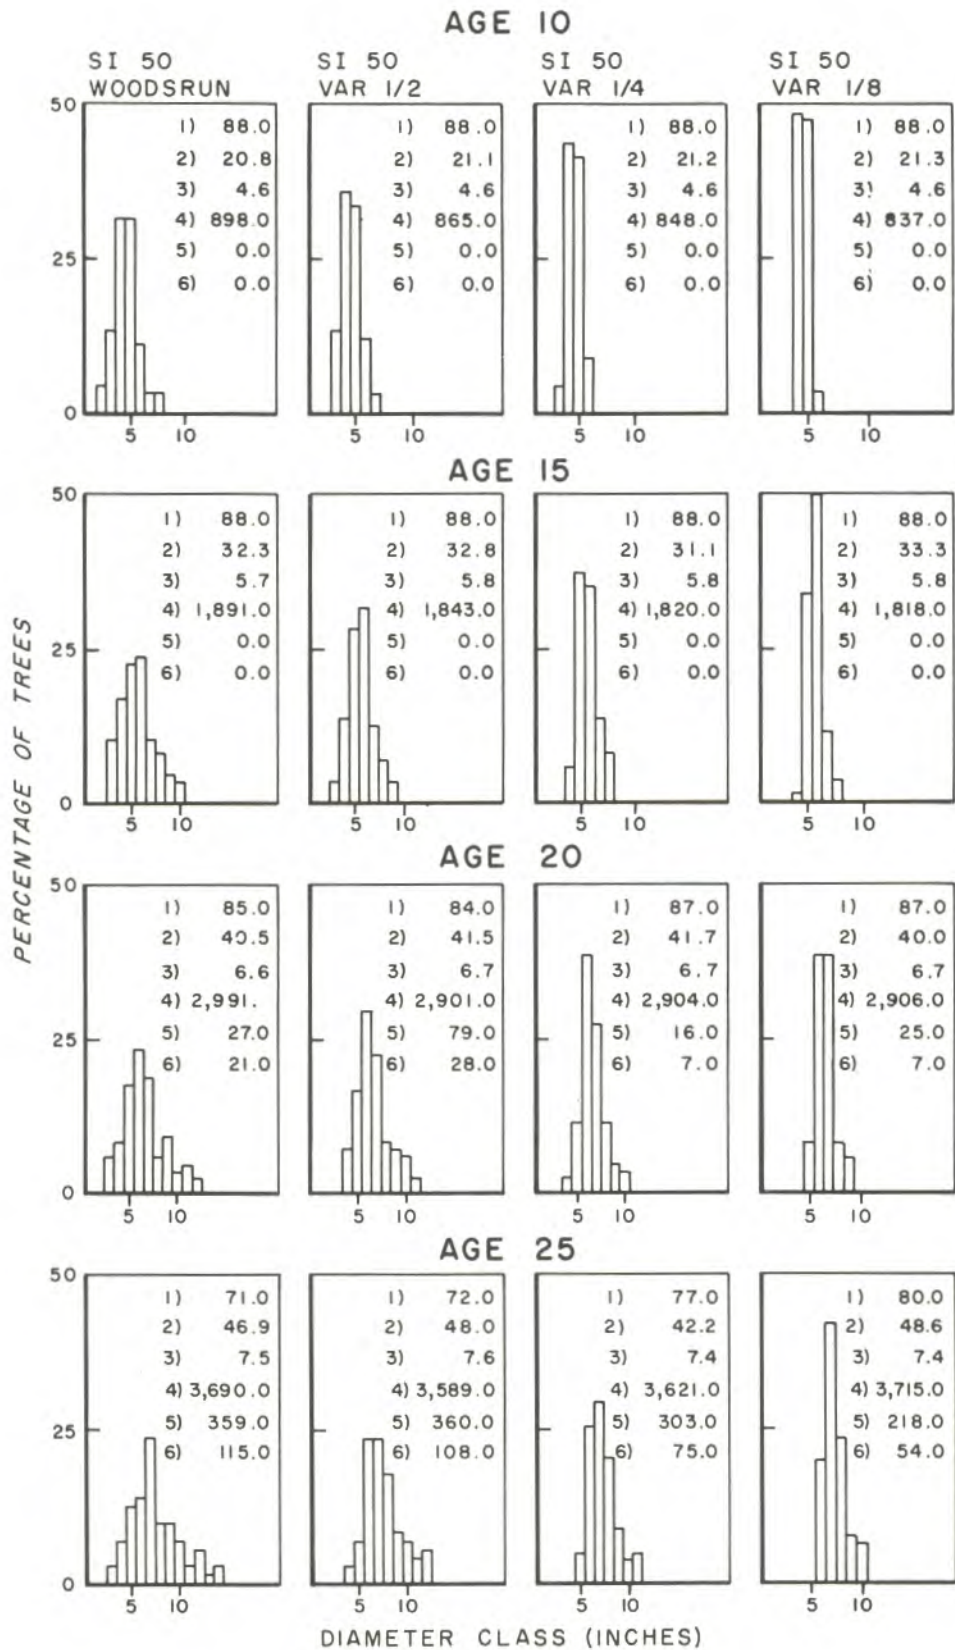 AGE 10
SI 50 SI 50 SI 50 SI 50
WOODSRUN VAR 1/2 VAR 1/4 VAR 1/8
50
1) 88.0 1) 88.0 1) 88.0 1) 88.0
2) 20.8 2) 21.1 2) 21.2 2) 21.3
3) 4.6 3) 4.6 3) 4.6 3) 4.6
4) 898.0 4) 865.0 4) 848.0 4) 837.0
25 5) 0.0 5) 0.0 5) 0.0 5) 0.0
6) 0.0 6) 0.0 6) 0.0 6) 0.0
0
5 10 5 10 5 10 5 10
AGE 15
50
1) 88.0 1) 88.0 1) 88.0 1) 88.0
2) 32.3 2) 32.8 2) 31.1 2) 33.3
3) 5.7 3) 5.8 3) 5.8 3) 5.8
4) 1,891.0 4) 1,843.0 4) 1,820.0 4) 1,818.0
25 5) 0.0 5) 0.0 5) 0.0 5) 0.0
6) 0.0 6) 0.0 6) 0.0 6) 0.0
0
5 10 5 10 5 10 5 10
PERCENTAGE OF TREES
AGE 20
50
1) 85.0 1) 84.0 1) 87.0 1) 87.0
2) 40.5 2) 41.5 2) 41.7 2) 40.0
3) 6.6 3) 6.7 3) 6.7 3) 6.7
4) 2,991. 4) 2,901.0 4) 2,904.0 4) 2,906.0
25 5) 27.0 5) 79.0 5) 16.0 5) 25.0
6) 21.0 6) 28.0 6) 7.0 6) 7.0
0
5 10 5 10 5 10 5 10
AGE 25
50
1) 71.0 1) 72.0 1) 77.0 1) 80.0
2) 46.9 2) 48.0 2) 42.2 2) 48.6
3) 7.5 3) 7.6 3) 7.4 3) 7.4
4) 3,690.0 4) 3,589.0 4) 3,621.0 4) 3,715.0
25 5) 359.0 5) 360.0 5) 303.0 5) 218.0
6) 115.0 6) 108.0 6) 75.0 6) 54.0
0
5 10 5 10 5 10 5 10
DIAMETER CLASS (INCHES)